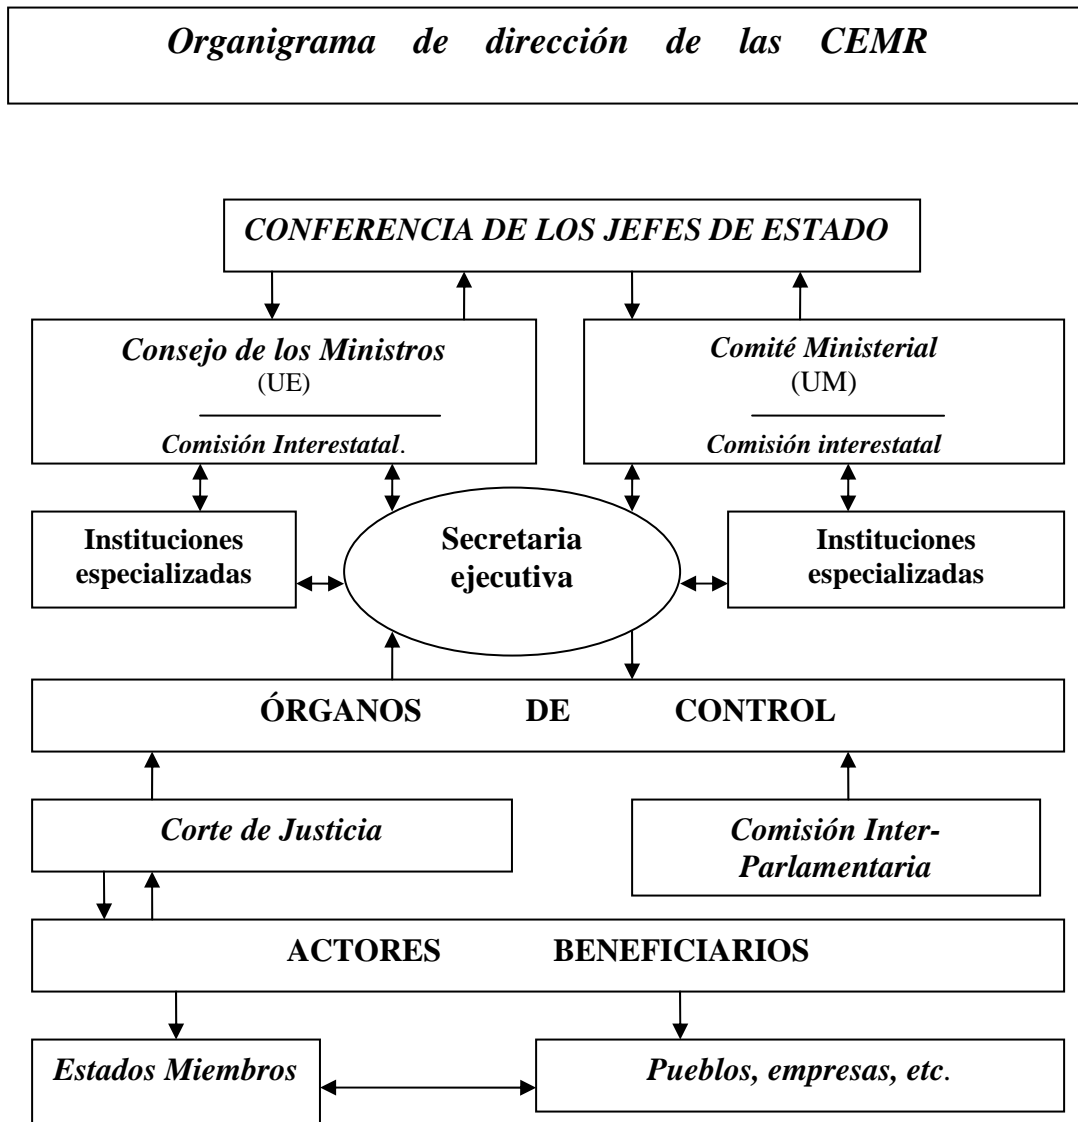 Organigrama de dirección de las CEMR
CONFERENCIA DE LOS JEFES DE ESTADO
Consejo de los Ministros
(UE)
Comisión Interestatal.
Comité Ministerial
(UM)
Comisión interestatal
Instituciones
especializadas
Secretaria
ejecutiva
Instituciones
especializadas
ÓRGANOS DE CONTROL
Corte de Justicia
Comisión Inter-
Parlamentaria
ACTORES BENEFICIARIOS
Estados Miembros
Pueblos, empresas, etc.